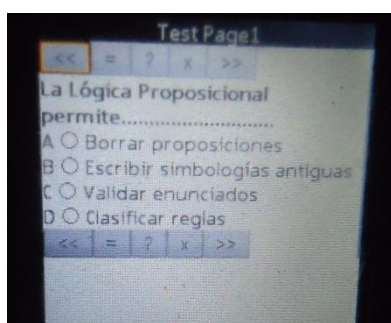 Test Page1
<< = ? x >>
La Lógica Proposicional
permite..............................
A Borrar proposiciones
B Escribir simbologías antiguas
C Validar enunciados
D Clasificar reglas
<< = ? x >>